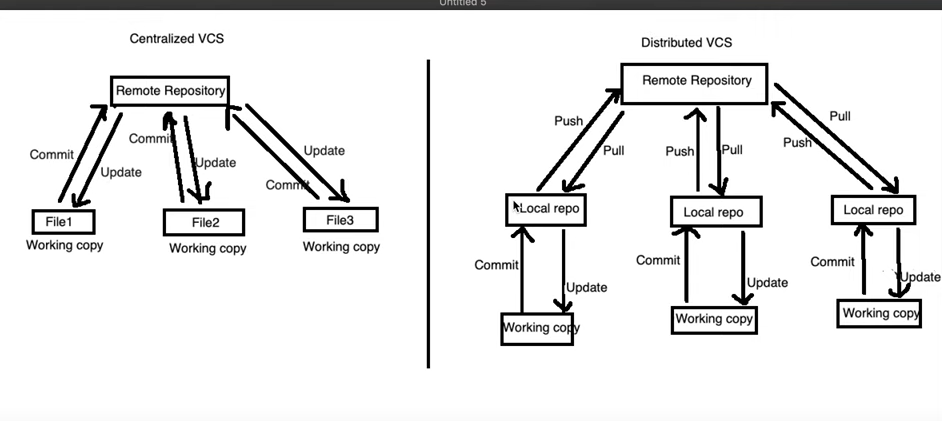 Untitled 5
Centralized VCS
Remote Repository
Commit
Update
Commit
Update
Commit
Update
File1
File2
File3
Working copy
Working copy
Working copy
Distributed VCS
Remote Repository
Push
Pull
Push
Pull
Push
Pull
Local repo
Local repo
Local repo
Commit
Update
Commit
Update
Commit
Update
Working copy
Working copy
Working copy